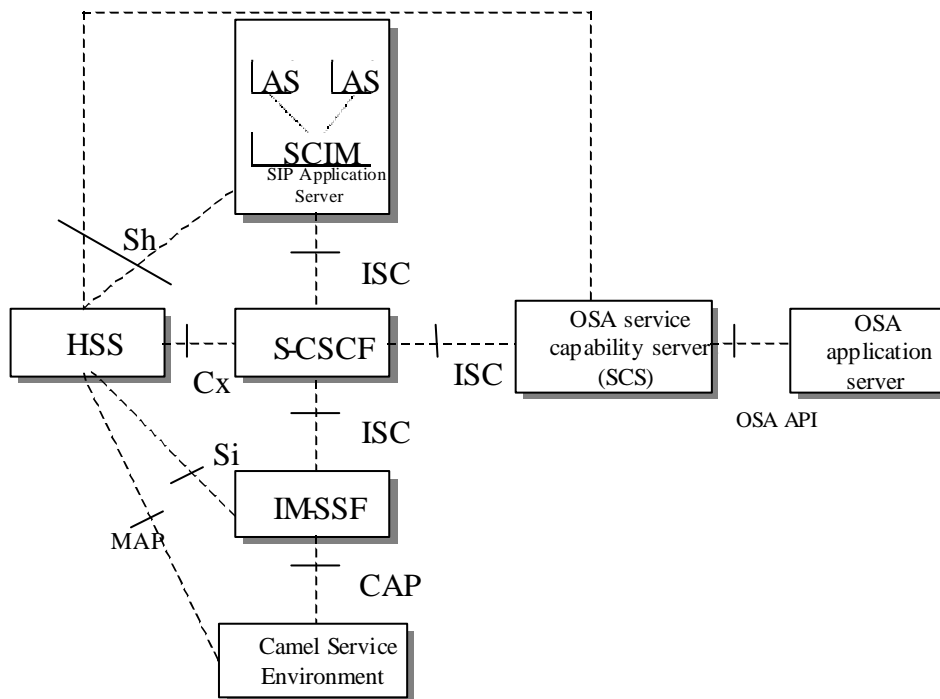 AS AS
SCIM
SIP Application
Server
Sh
ISC
HSS
S-CSCF
OSA service
capability server
(SCS)
OSA
application
server
Cx
ISC
ISC
OSA API
Si
IM-SSF
MAP
CAP
Camel Service
Environment